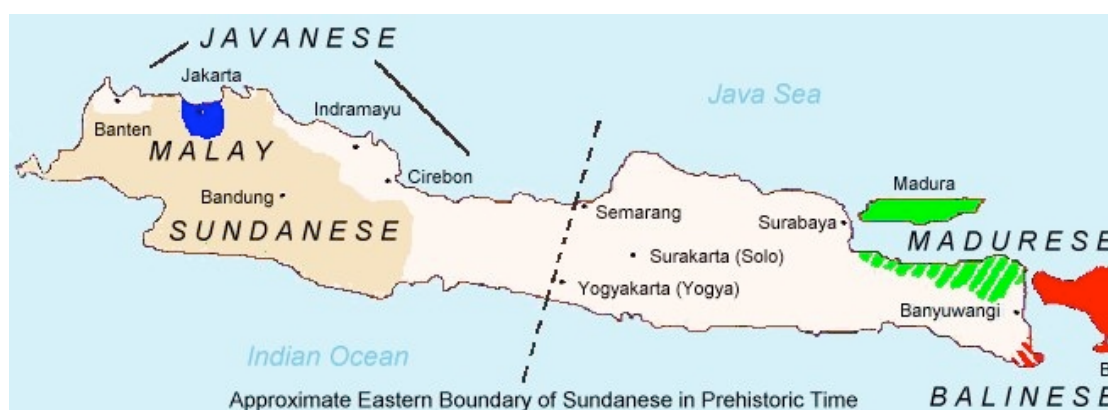 JAVANESE
Jakarta
Java Sea
Indramayu
Banten
MALAY
Cirebon
Madura
Bandung
Semarang
Surabaya
SUNDANESE
MADURESE
Surakarta (Solo)
Yogyakarta (Yogya)
Banyuwangi
Indian Ocean
B
Approximate Eastern Boundary of Sundanese in Prehistoric Time
BALINESE